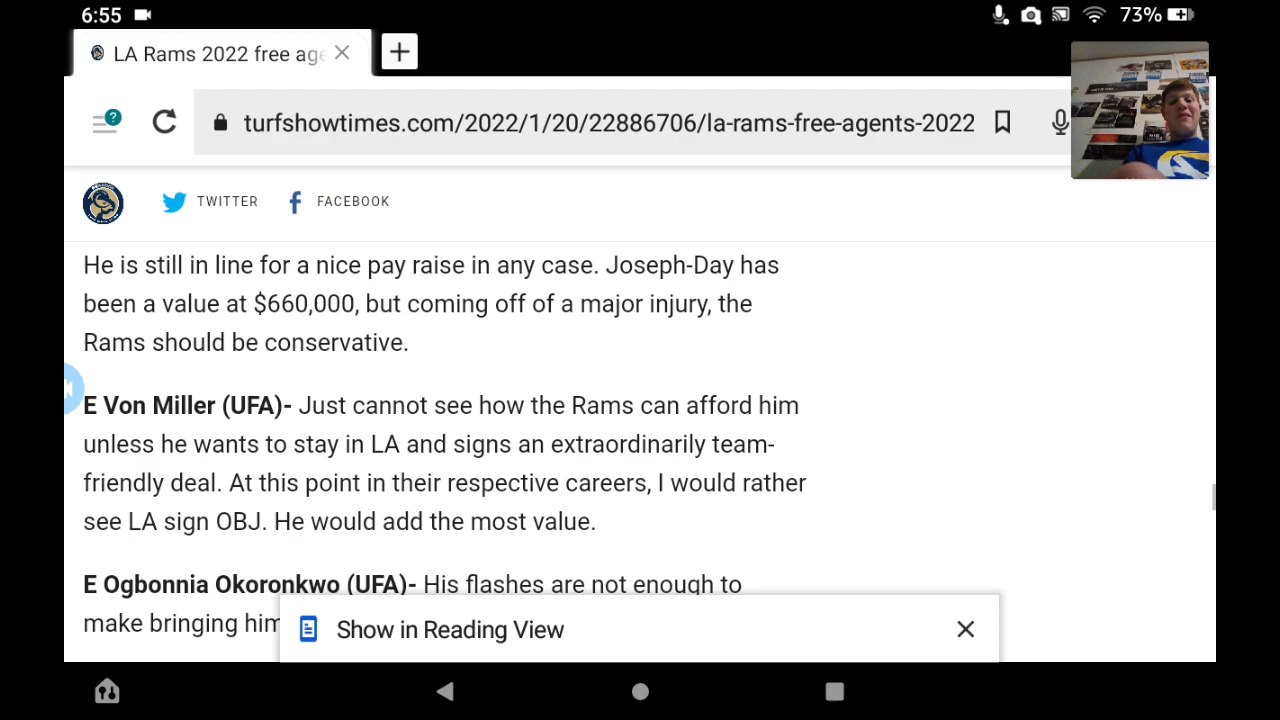 6:55
73%
LA Rams 2022 free age
turfshowtimes.com/2022/1/20/22886706/la-rams-free-agents-2022
TWITTER
FACEBOOK
He is still in line for a nice pay raise in any case. Joseph-Day has
been a value at $660,000, but coming off of a major injury, the
Rams should be conservative.
E Von Miller (UFA)- Just cannot see how the Rams can afford him
unless he wants to stay in LA and signs an extraordinarily team-
friendly deal. At this point in their respective careers, I would rather
see LA sign OBJ. He would add the most value.
E Ogbonnia Okoronkwo (UFA)- His flashes are not enough to
make bringing him
Show in Reading View